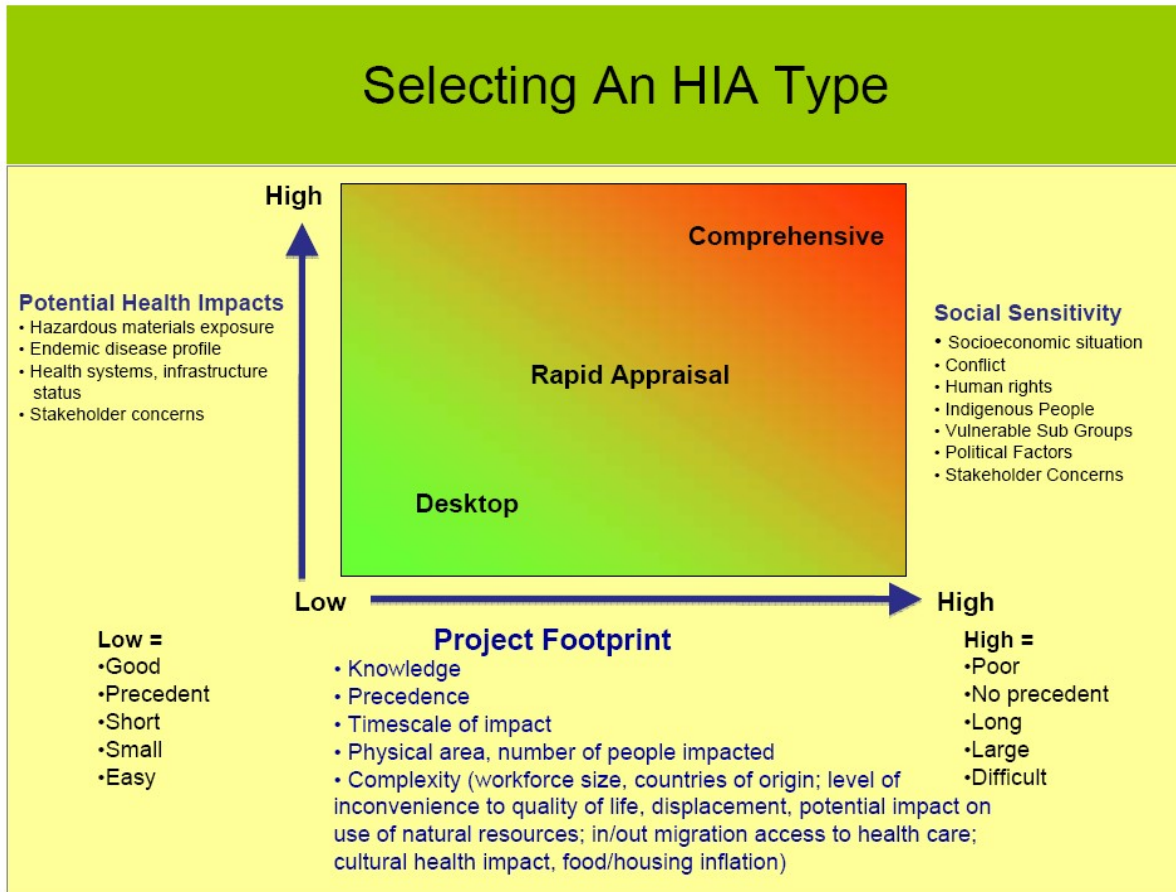 Selecting An HIA Type
High
Comprehensive
Potential Health Impacts
• Hazardous materials exposure
• Endemic disease profile
• Health systems, infrastructure
status
• Stakeholder concerns
Rapid Appraisal
Social Sensitivity
• Socioeconomic situation
• Conflict
• Human rights
• Indigenous People
• Vulnerable Sub Groups
• Political Factors
• Stakeholder Concerns
Desktop
Low
High
Low =
•Good
•Precedent
•Short
•Small
•Easy
Project Footprint
• Knowledge
• Precedence
• Timescale of impact
• Physical area, number of people impacted
• Complexity (workforce size, countries of origin; level of
inconvenience to quality of life, displacement, potential impact on
use of natural resources; in/out migration access to health care;
cultural health impact, food/housing inflation)
High =
•Poor
•No precedent
•Long
•Large
•Difficult